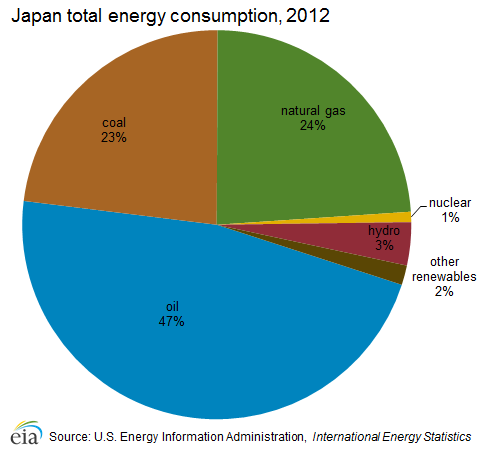 Japan total energy consumption, 2012
natural gas
24%
coal
23%
nuclear
1%
hydro
3%
other
renewables
2%
oil
47%
eia Source: U.S. Energy Information Administration, International Energy Statistics